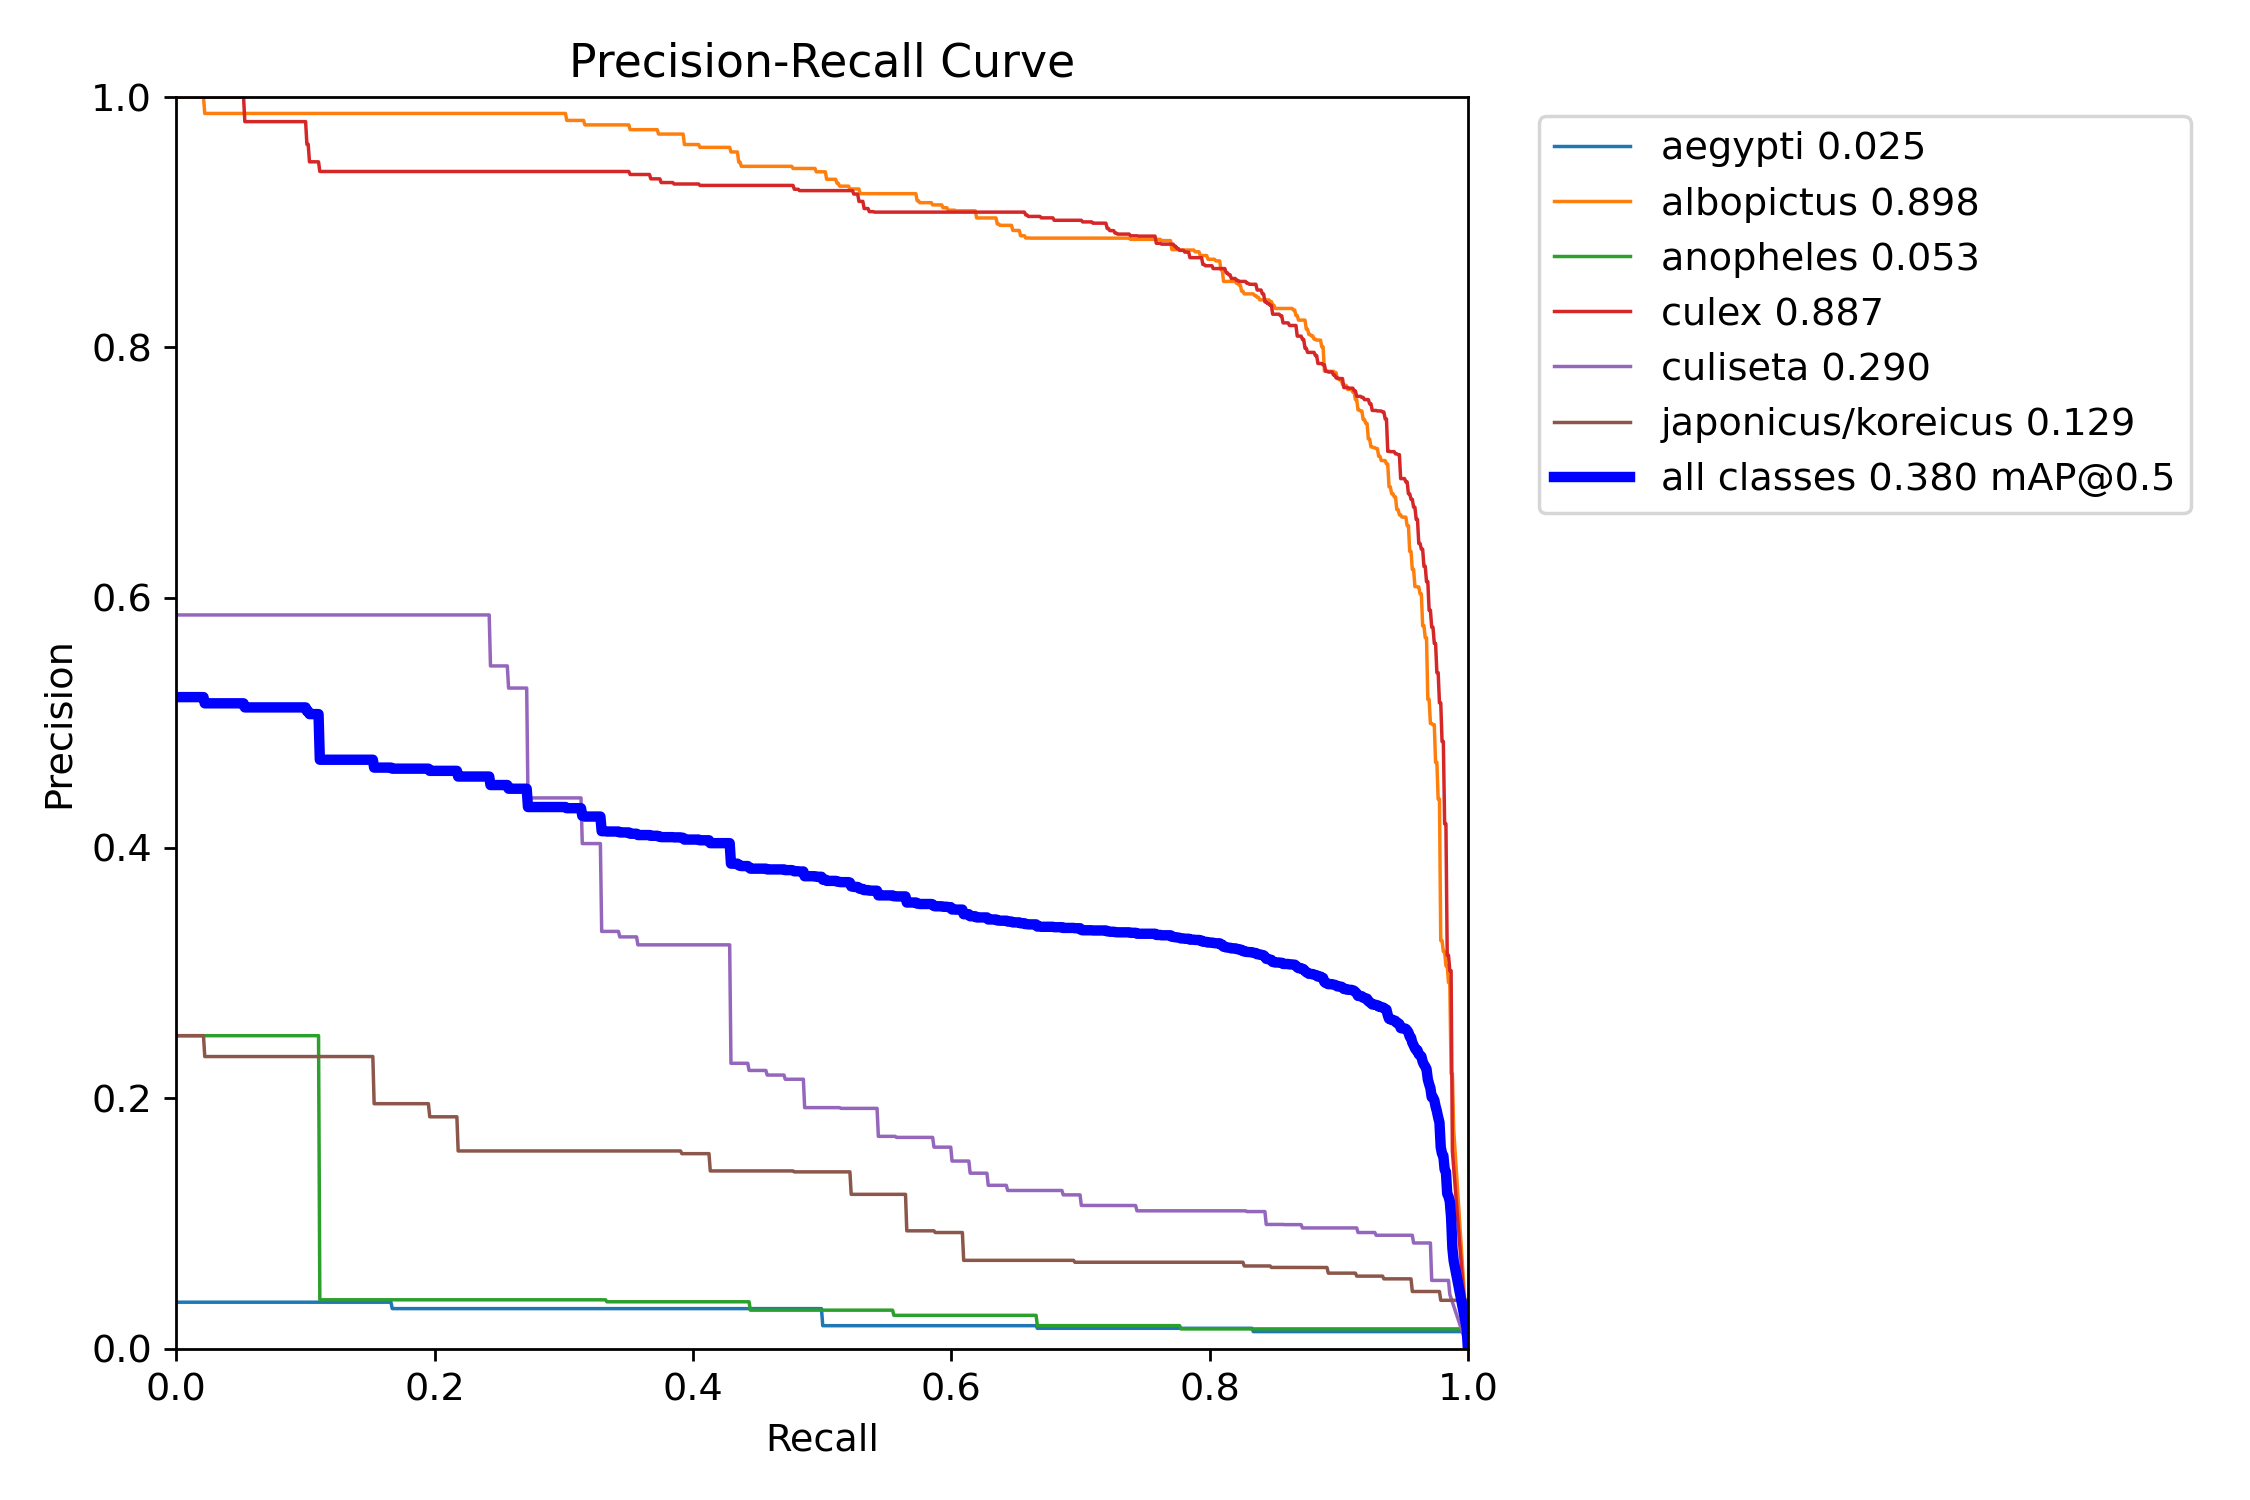 Precision-Recall Curve
1.0
0.8
0.6
0.4
0.2
0.0
Precision
0.0 0.2 0.4 0.6 0.8 1.0
Recall
aegypti 0.025
albopictus 0.898
anopheles 0.053
culex 0.887
culiseta 0.290
japonicus/koreicus 0.129
all classes 0.380 mAP@0.5